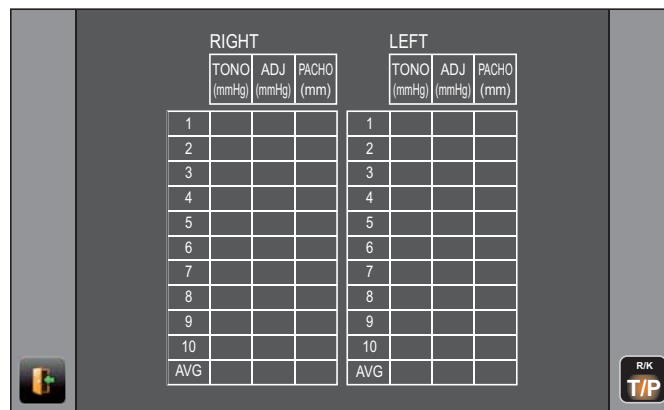 RIGHT LEFT
TONO ADJ PACHO TONO ADJ PACHO
(mmHg) (mmHg) (mm) (mmHg) (mmHg) (mm)
1 1
2 2
3 3
4 4
5 5
6 6
7 7
8 8
9 9
10 10
AVG AVG
R/K
T/P